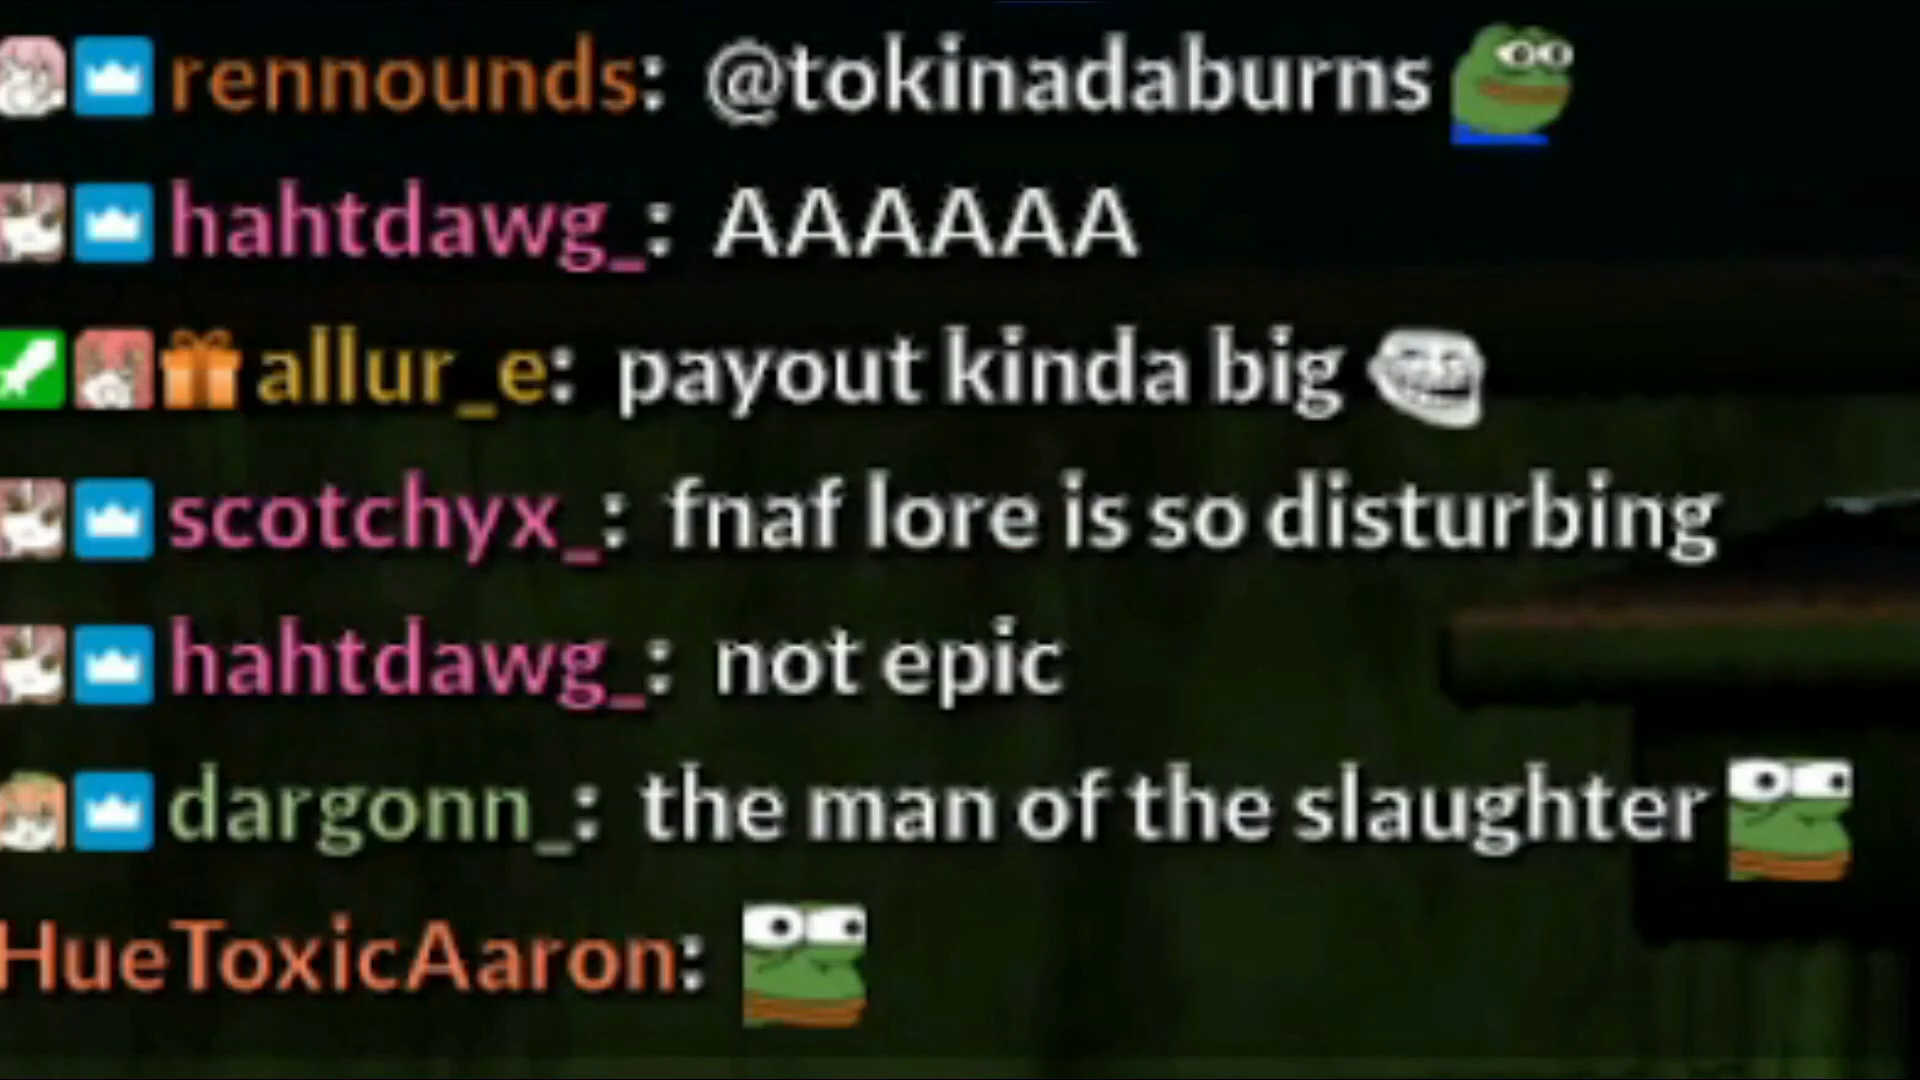 rennounds: @tokinadaburns
hahtdawg_: AAAAAA
allur_e: payout kinda big
scotchyx_: fnaf lore is so disturbing
hahtdawg_: not epic
dargonn_: the man of the slaughter
HueToxicAaron: